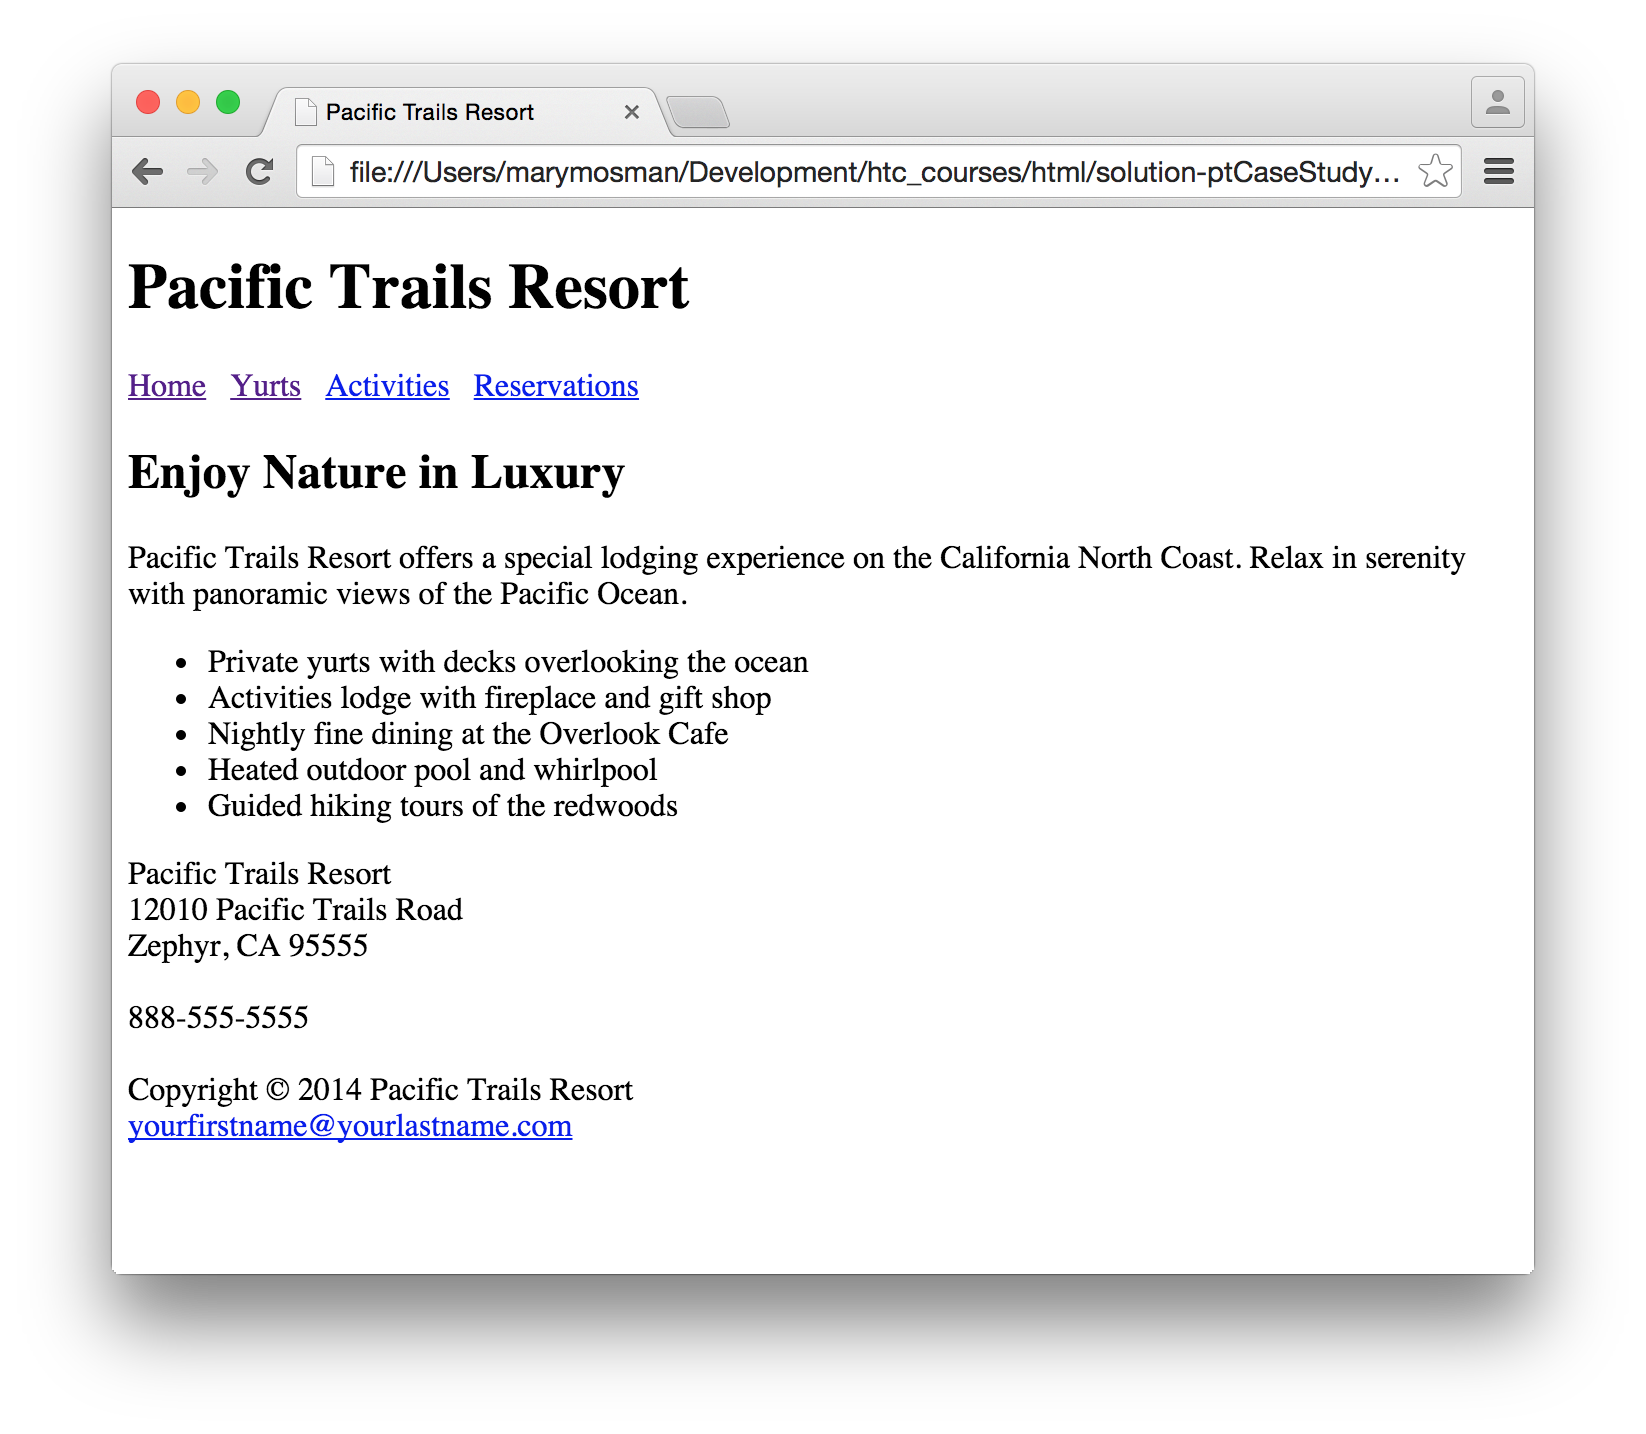 Pacific Trails Resort
file:///Users/marymosman/Development/htc_courses/html/solution-ptCaseStudy...
Pacific Trails Resort
Home Yurts Activities Reservations
Enjoy Nature in Luxury
Pacific Trails Resort offers a special lodging experience on the California North Coast. Relax in serenity
with panoramic views of the Pacific Ocean.
• Private yurts with decks overlooking the ocean
• Activities lodge with fireplace and gift shop
• Nightly fine dining at the Overlook Cafe
• Heated outdoor pool and whirlpool
• Guided hiking tours of the redwoods
Pacific Trails Resort
12010 Pacific Trails Road
Zephyr, CA 95555
888-555-5555
Copyright © 2014 Pacific Trails Resort
yourfirstname@yourlastname.com